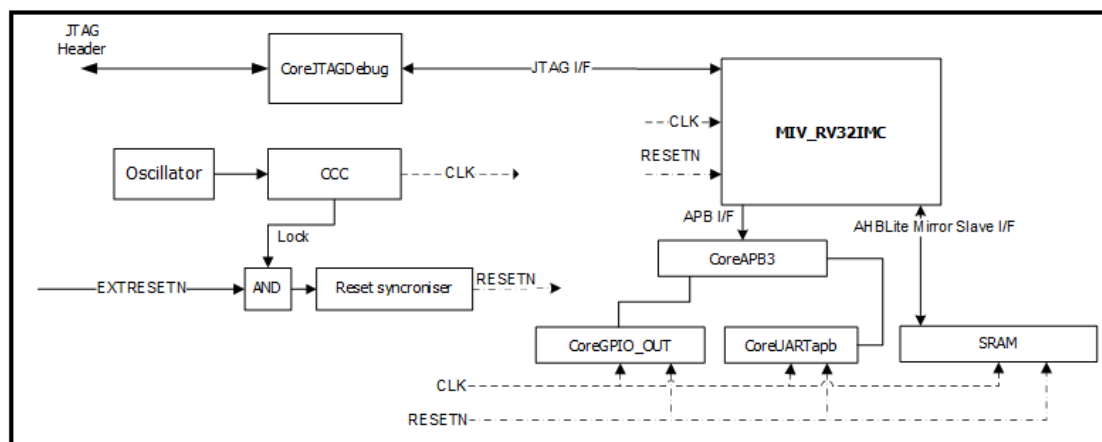 JTAG
Header
CoreJTAGDebug
JTAG I/F
MIV_RV32IMC
CLK
RESETN
Oscillator
CCC
CLK
APB I/F
AHBLite Mirror Slave I/F
Lock
CoreAPB3
EXTRESETN
AND
Reset syncroniser
RESETN
CoreGPIO_OUT
CoreUARTapb
SRAM
CLK
RESETN